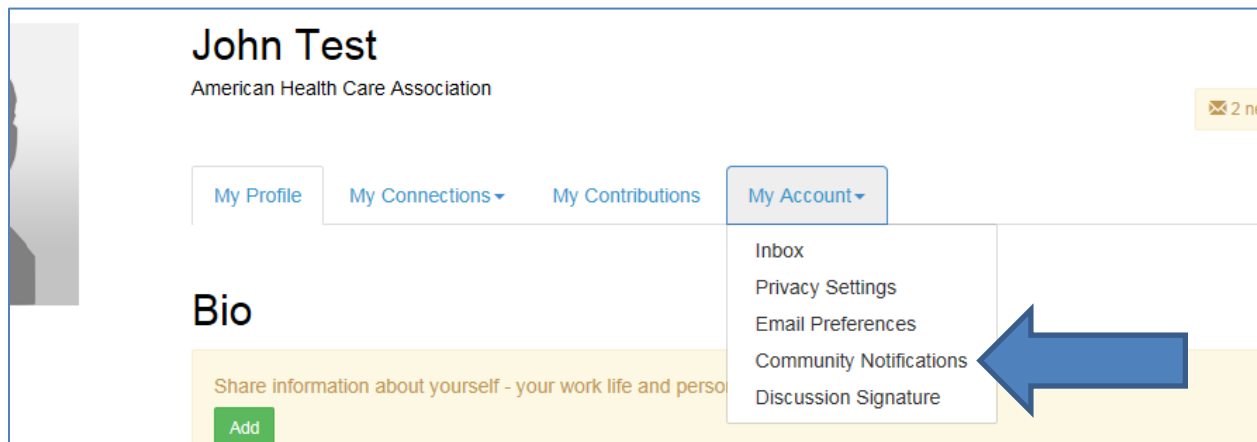 John Test
American Health Care Association
2
My Profile
My Connections
My Contributions
My Account
Inbox
Privacy Settings
Email Preferences
Community Notifications
Discussion Signature
Bio
Share information about yourself - your work life and
Add